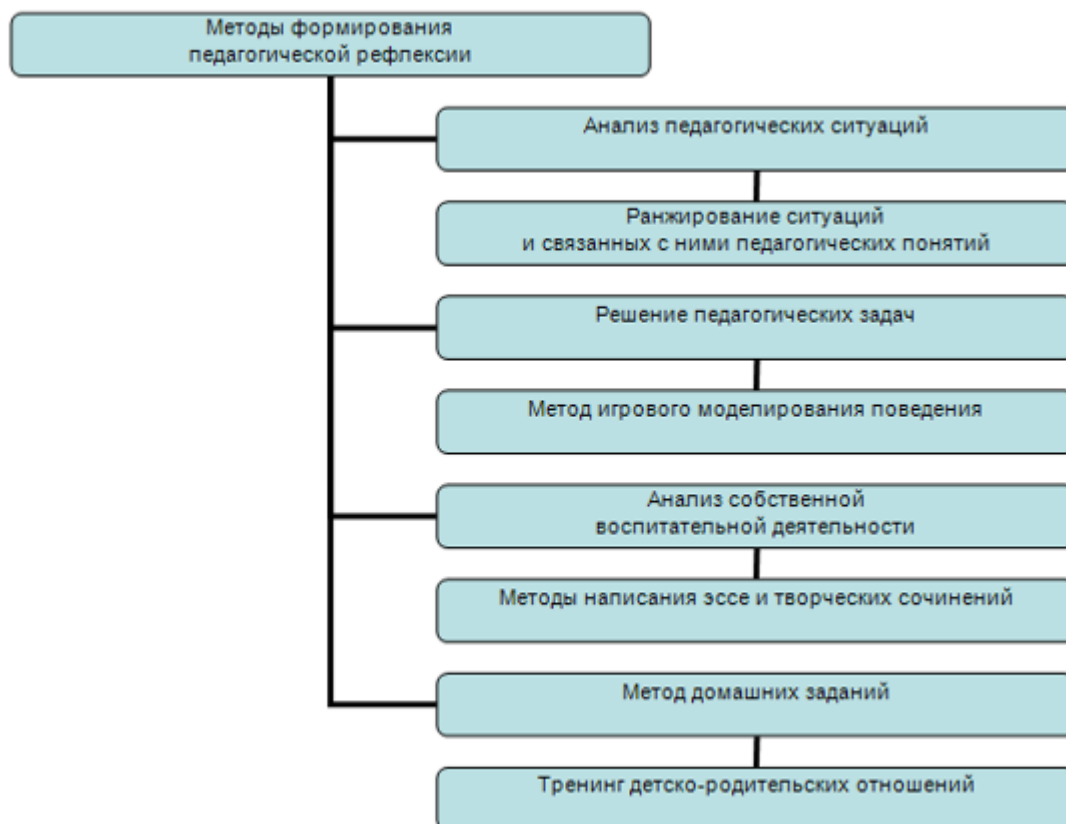 Методы формирования
педагогической рефлексии
Анализ педагогических ситуаций
Ранжирование ситуаций
и связанных с ними педагогических понятий
Решение педагогических задач
Метод игрового моделирования поведения
Анализ собственной
воспитательной деятельности
Методы написания эссе и творческих сочинений
Метод домашних заданий
Тренинг детско-родительских отношений